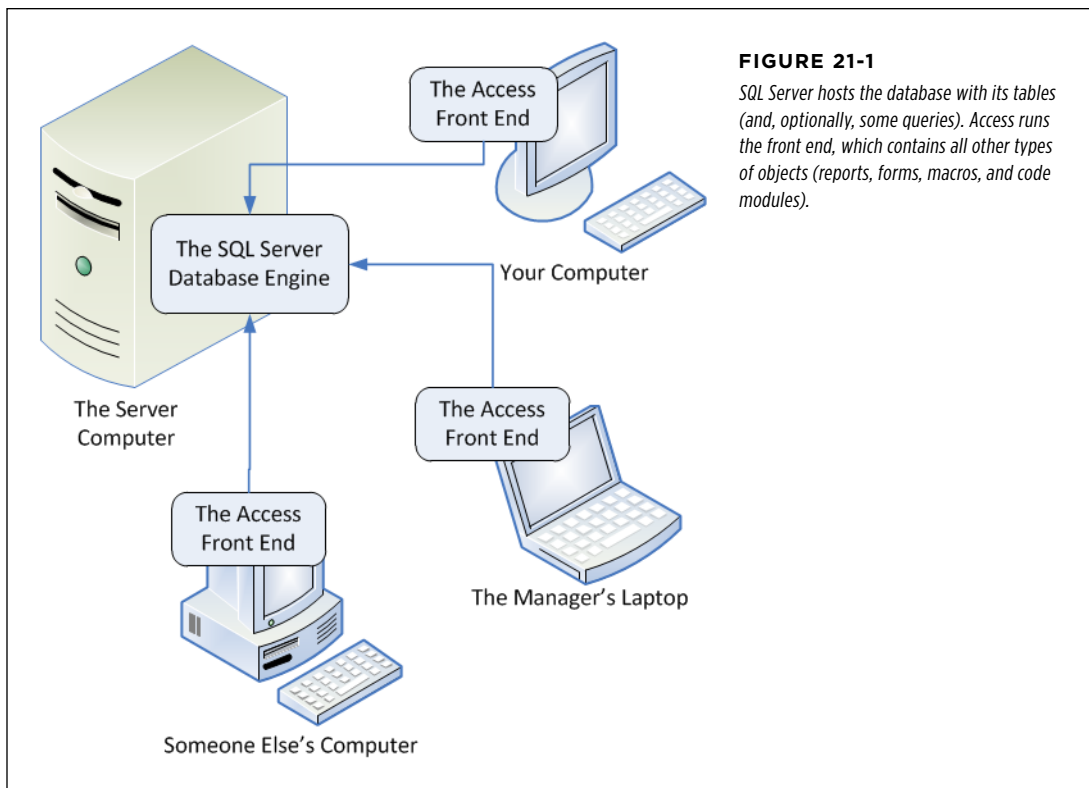 FIGURE 21-1
SQL Server hosts the database with its tables
(and, optionally, some queries). Access runs
the front end, which contains all other types
of objects (reports, forms, macros, and code
modules).
The Access
Front End
Your Computer
The SQL Server
Database Engine
The Server
Computer
The Access
Front End
The Manager's Laptop
The Access
Front End
Someone Else's Computer